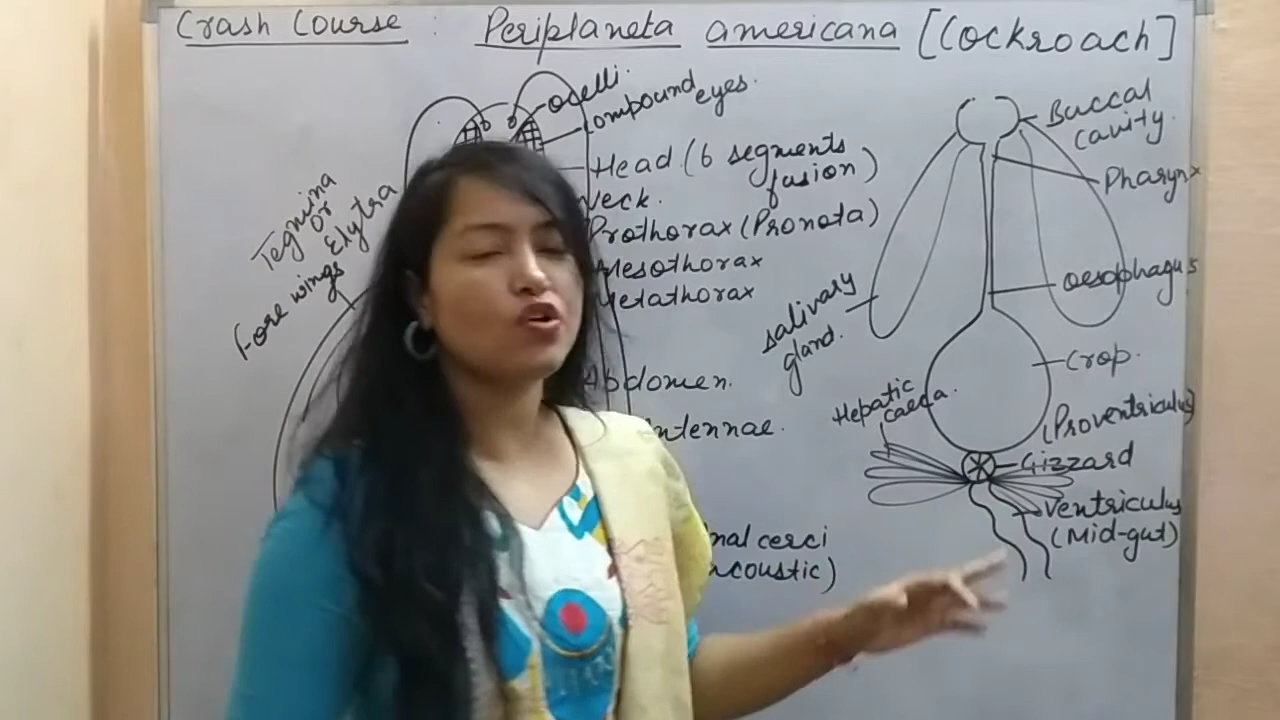 Crash Course : Periplaneta americana [Cockroach]
ocelli.
compound eyes.
Head (6 segments
fusion)
Neck.
Prothorax (Pronota)
Mesothorax
Metathorax
Abdomen.
Antennae.
nal cerci
acoustic)
Tegmina
or
Elytra
Fore wings
Buccal
cavity.
Pharynx
oesophagus
salivary
gland.
Crop.
Hepatic
caeca.
(Proventriculus)
Gizzard
Ventriculus
(Mid-gut)